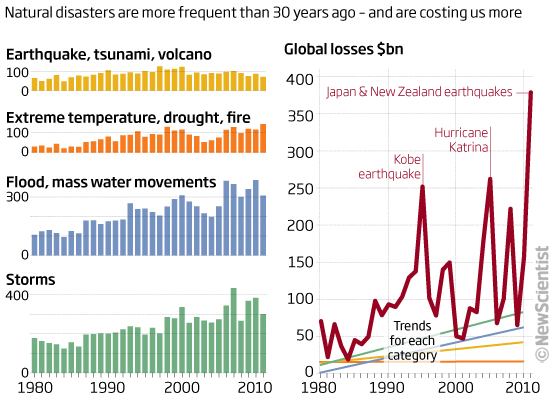 Natural disasters are more frequent than 30 years ago – and are costing us more
Earthquake, tsunami, volcano
100
0
Extreme temperature, drought, fire
100
0
Flood, mass water movements
300
0
Storms
400
0
1980
1990
2000
2010
Global losses $bn
400
350
300
250
200
150
100
50
0
Japan & New Zealand earthquakes
Hurricane
Katrina
Kobe
earthquake
Trends
for each
category
1980
1990
2000
2010
©NewScientist